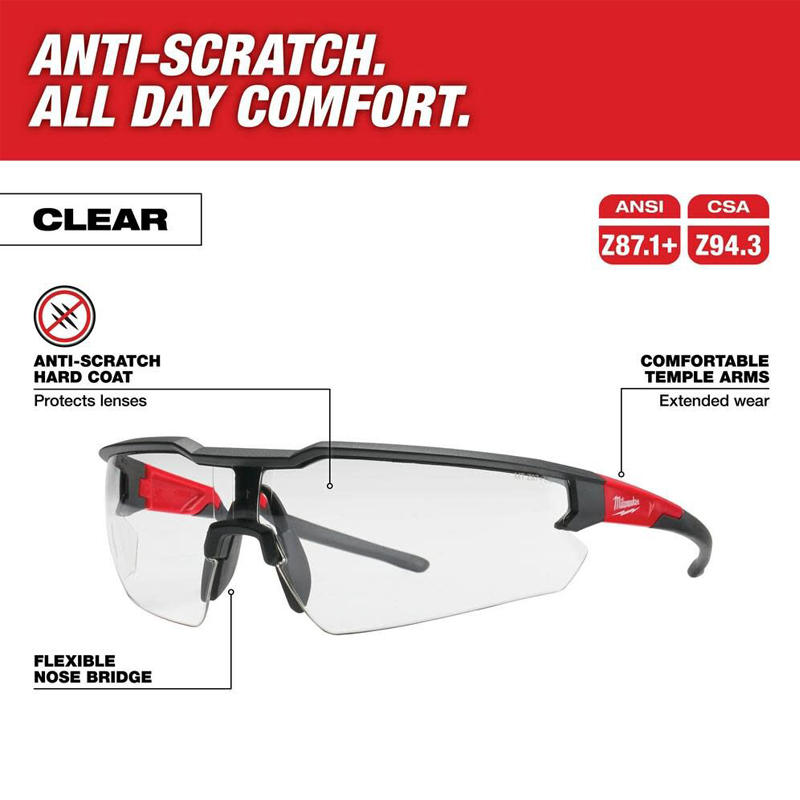 ANTI-SCRATCH.
ALL DAY COMFORT.
CLEAR
ANSI
Z87.1+
CSA
Z94.3
ANTI-SCRATCH
HARD COAT
Protects lenses
COMFORTABLE
TEMPLE ARMS
Extended wear
Milwaukee
FLEXIBLE
NOSE BRIDGE